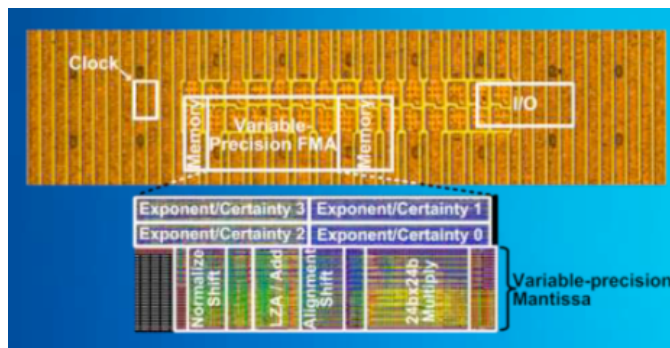 Clock
I/O
Memory
Variable-
Precision FMA
Memory
Exponent/Certainty 3
Exponent/Certainty 1
Exponent/Certainty 2
Exponent/Certainty 0
Normalize
Shift
LZA / Add
Alignment
Shift
24bx24b
Multiply
Variable-precision
Mantissa